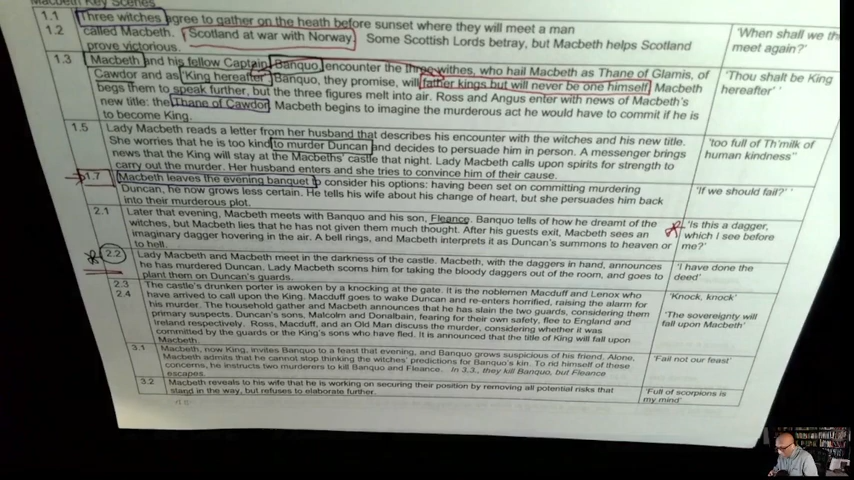 Macbeth Key Scenes
1.1 Three witches agree to gather on the heath before sunset where they will meet a man 'When shall we th
1.2 called Macbeth. Scotland at war with Norway. Some Scottish Lords betray, but Macbeth helps Scotland meet again?'
prove victorious.
1.3 Macbeth and his fellow Captain Banquo encounter the three withes, who hail Macbeth as Thane of Glamis, of 'Thou shalt be King
Cawdor and as 'King hereafter'. Banquo, they promise, will father kings but will never be one himself. Macbeth hereafter'
begs them to speak further, but the three figures melt into air. Ross and Angus enter with news of Macbeth's
new title: the Thane of Cawdor. Macbeth begins to imagine the murderous act he would have to commit if he is
to become King.
1.5 Lady Macbeth reads a letter from her husband that describes his encounter with the witches and his new title. 'too full of Th'milk of
She worries that he is too kind to murder Duncan and decides to persuade him in person. A messenger brings human kindness"
news that the King will stay at the Macbeths' castle that night. Lady Macbeth calls upon spirits for strength to
carry out the murder. Her husband enters and she tries to convince him of their cause.
1.7 Macbeth leaves the evening banquet to consider his options: having been set on committing murdering 'If we should fail?'
Duncan, he now grows less certain. He tells his wife about his change of heart, but she persuades him back
into their murderous plot.
2.1 Later that evening, Macbeth meets with Banquo and his son, Fleance. Banquo tells of how he dreamt of the 'Is this a dagger,
witches, but Macbeth lies that he has not given them much thought. After his guests exit, Macbeth sees an which I see before
imaginary dagger hovering in the air. A bell rings, and Macbeth interprets it as Duncan's summons to heaven or me?'
to hell.
2.2 Lady Macbeth and Macbeth meet in the darkness of the castle. Macbeth, with the daggers in hand, announces 'I have done the
he has murdered Duncan. Lady Macbeth scorns him for taking the bloody daggers out of the room, and goes to deed'
plant them on Duncan's guards.
2.3 The castle's drunken porter is awoken by a knocking at the gate. It is the noblemen Macduff and Lenox who 'Knock, knock'
2.4 have arrived to call upon the King. Macduff goes to wake Duncan and re-enters horrified, raising the alarm for
his murder. The household gather and Macbeth announces that he has slain the two guards, considering them 'The sovereignty will
primary suspects. Duncan's sons, Malcolm and Donalbain, fearing for their own safety, flee to England and fall upon Macbeth'
Ireland respectively. Ross, Macduff, and an Old Man discuss the murder, considering whether it was
committed by the guards or the King's sons who have fled. It is announced that the title of King will fall upon
Macbeth.
3.1 Macbeth, now King, invites Banquo to a feast that evening, and Banquo grows suspicious of his friend. Alone, 'Fail not our feast'
Macbeth admits that he cannot stop thinking the witches' predictions for Banquo's kin. To rid himself of these
concerns, he instructs two murderers to kill Banquo and Fleance. In 3.3., they kill Banquo, but Fleance
escapes.
3.2 Macbeth reveals to his wife that he is working on securing their position by removing all potential risks that 'Full of scorpions is
stand in the way, but refuses to elaborate further. my mind'